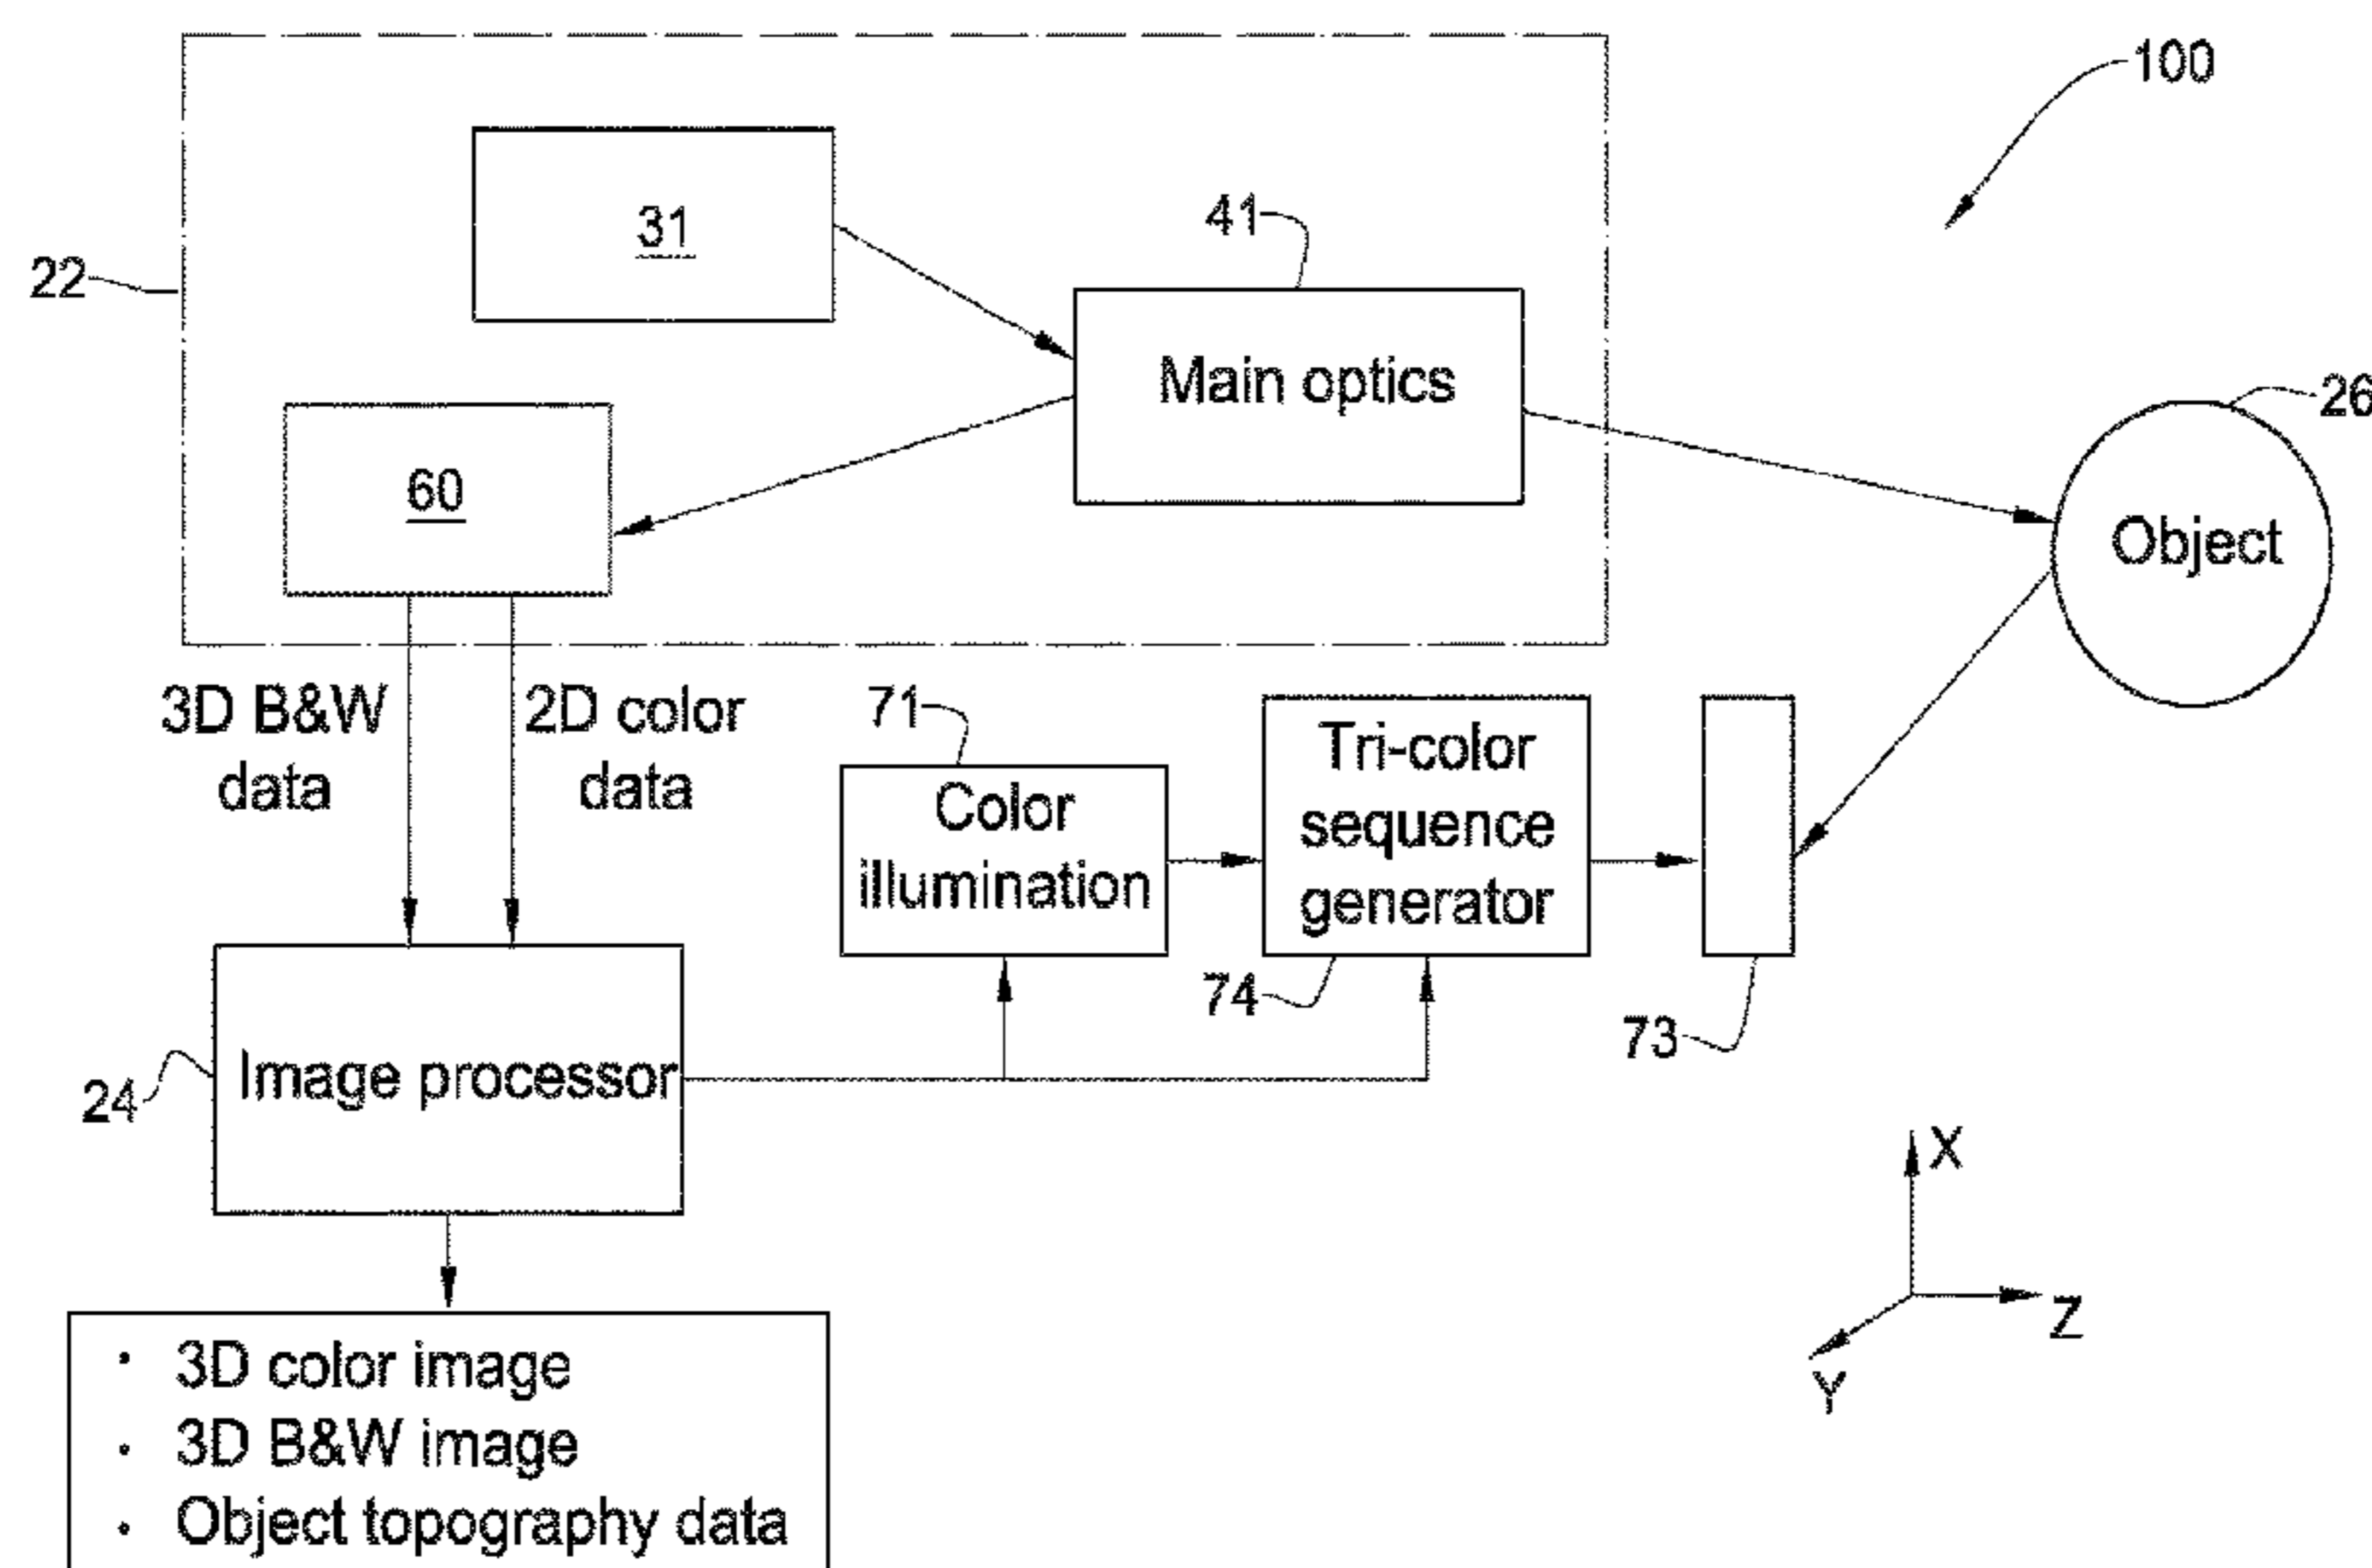 100
31
41
22
Main optics
26
60
Object
3D B&W
data
2D color
data
71
Color
illumination
Tri-color
sequence
generator
74
73
24
Image processor
X
Z
Y
• 3D color image
• 3D B&W image
• Object topography data